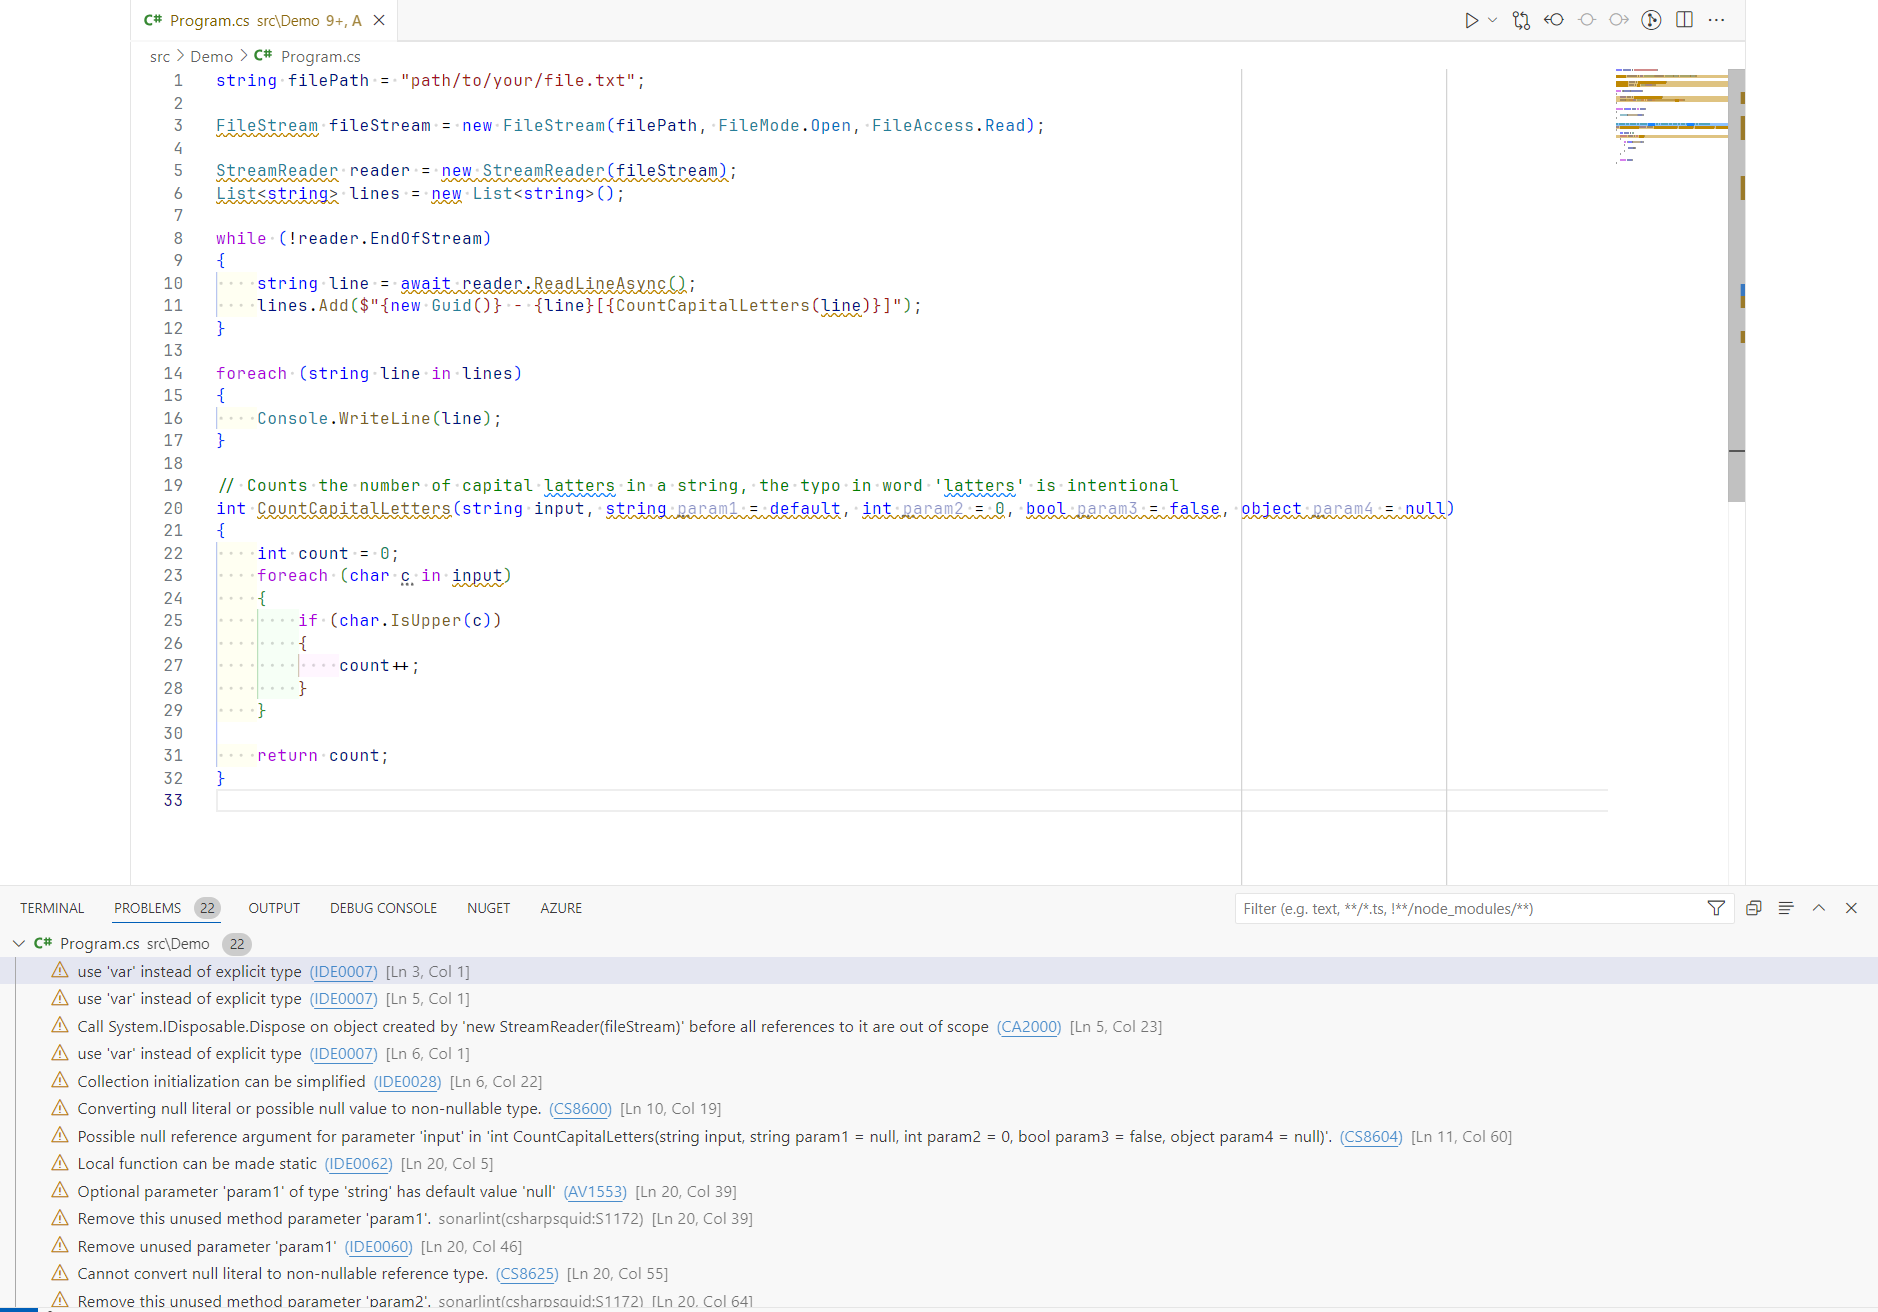 C# Program.cs src\Demo 9+, A
src > Demo > C# Program.cs
1 string filePath = "path/to/your/file.txt";
2
3 FileStream fileStream = new FileStream(filePath, FileMode.Open, FileAccess.Read);
4
5 StreamReader reader = new StreamReader(fileStream);
6 List<string> lines = new List<string>();
7
8 while (!reader.EndOfStream)
9 {
10 string line = await reader.ReadLineAsync();
11 lines.Add($"{new Guid()} - {line}[{CountCapitalLetters(line)}]");
12 }
13
14 foreach (string line in lines)
15 {
16 Console.WriteLine(line);
17 }
18
19 // Counts the number of capital latters in a string, the typo in word 'latters' is intentional
20 int CountCapitalLetters(string input, string param1 = default, int param2 = 0, bool param3 = false, object param4 = null)
21 {
22 int count = 0;
23 foreach (char c in input)
24 {
25 if (char.IsUpper(c))
26 {
27 count++;
28 }
29 }
30
31 return count;
32 }
33
TERMINAL PROBLEMS 22 OUTPUT DEBUG CONSOLE NUGET AZURE Filter (e.g. text, **/*.ts, !**/node_modules/**)
C# Program.cs src\Demo 22
use 'var' instead of explicit type (IDE0007) [Ln 3, Col 1]
use 'var' instead of explicit type (IDE0007) [Ln 5, Col 1]
Call System.IDisposable.Dispose on object created by 'new StreamReader(fileStream)' before all references to it are out of scope (CA2000) [Ln 5, Col 23]
use 'var' instead of explicit type (IDE0007) [Ln 6, Col 1]
Collection initialization can be simplified (IDE0028) [Ln 6, Col 22]
Converting null literal or possible null value to non-nullable type. (CS8600) [Ln 10, Col 19]
Possible null reference argument for parameter 'input' in 'int CountCapitalLetters(string input, string param1 = null, int param2 = 0, bool param3 = false, object param4 = null)'. (CS8604) [Ln 11, Col 60]
Local function can be made static (IDE0062) [Ln 20, Col 5]
Optional parameter 'param1' of type 'string' has default value 'null' (AV1553) [Ln 20, Col 39]
Remove this unused method parameter 'param1'. sonarlint(csharpsquid:S1172) [Ln 20, Col 39]
Remove unused parameter 'param1' (IDE0060) [Ln 20, Col 46]
Cannot convert null literal to non-nullable reference type. (CS8625) [Ln 20, Col 55]
Remove this unused method parameter 'param2'. sonarlint(csharpsquid:S1172) [Ln 20, Col 64]